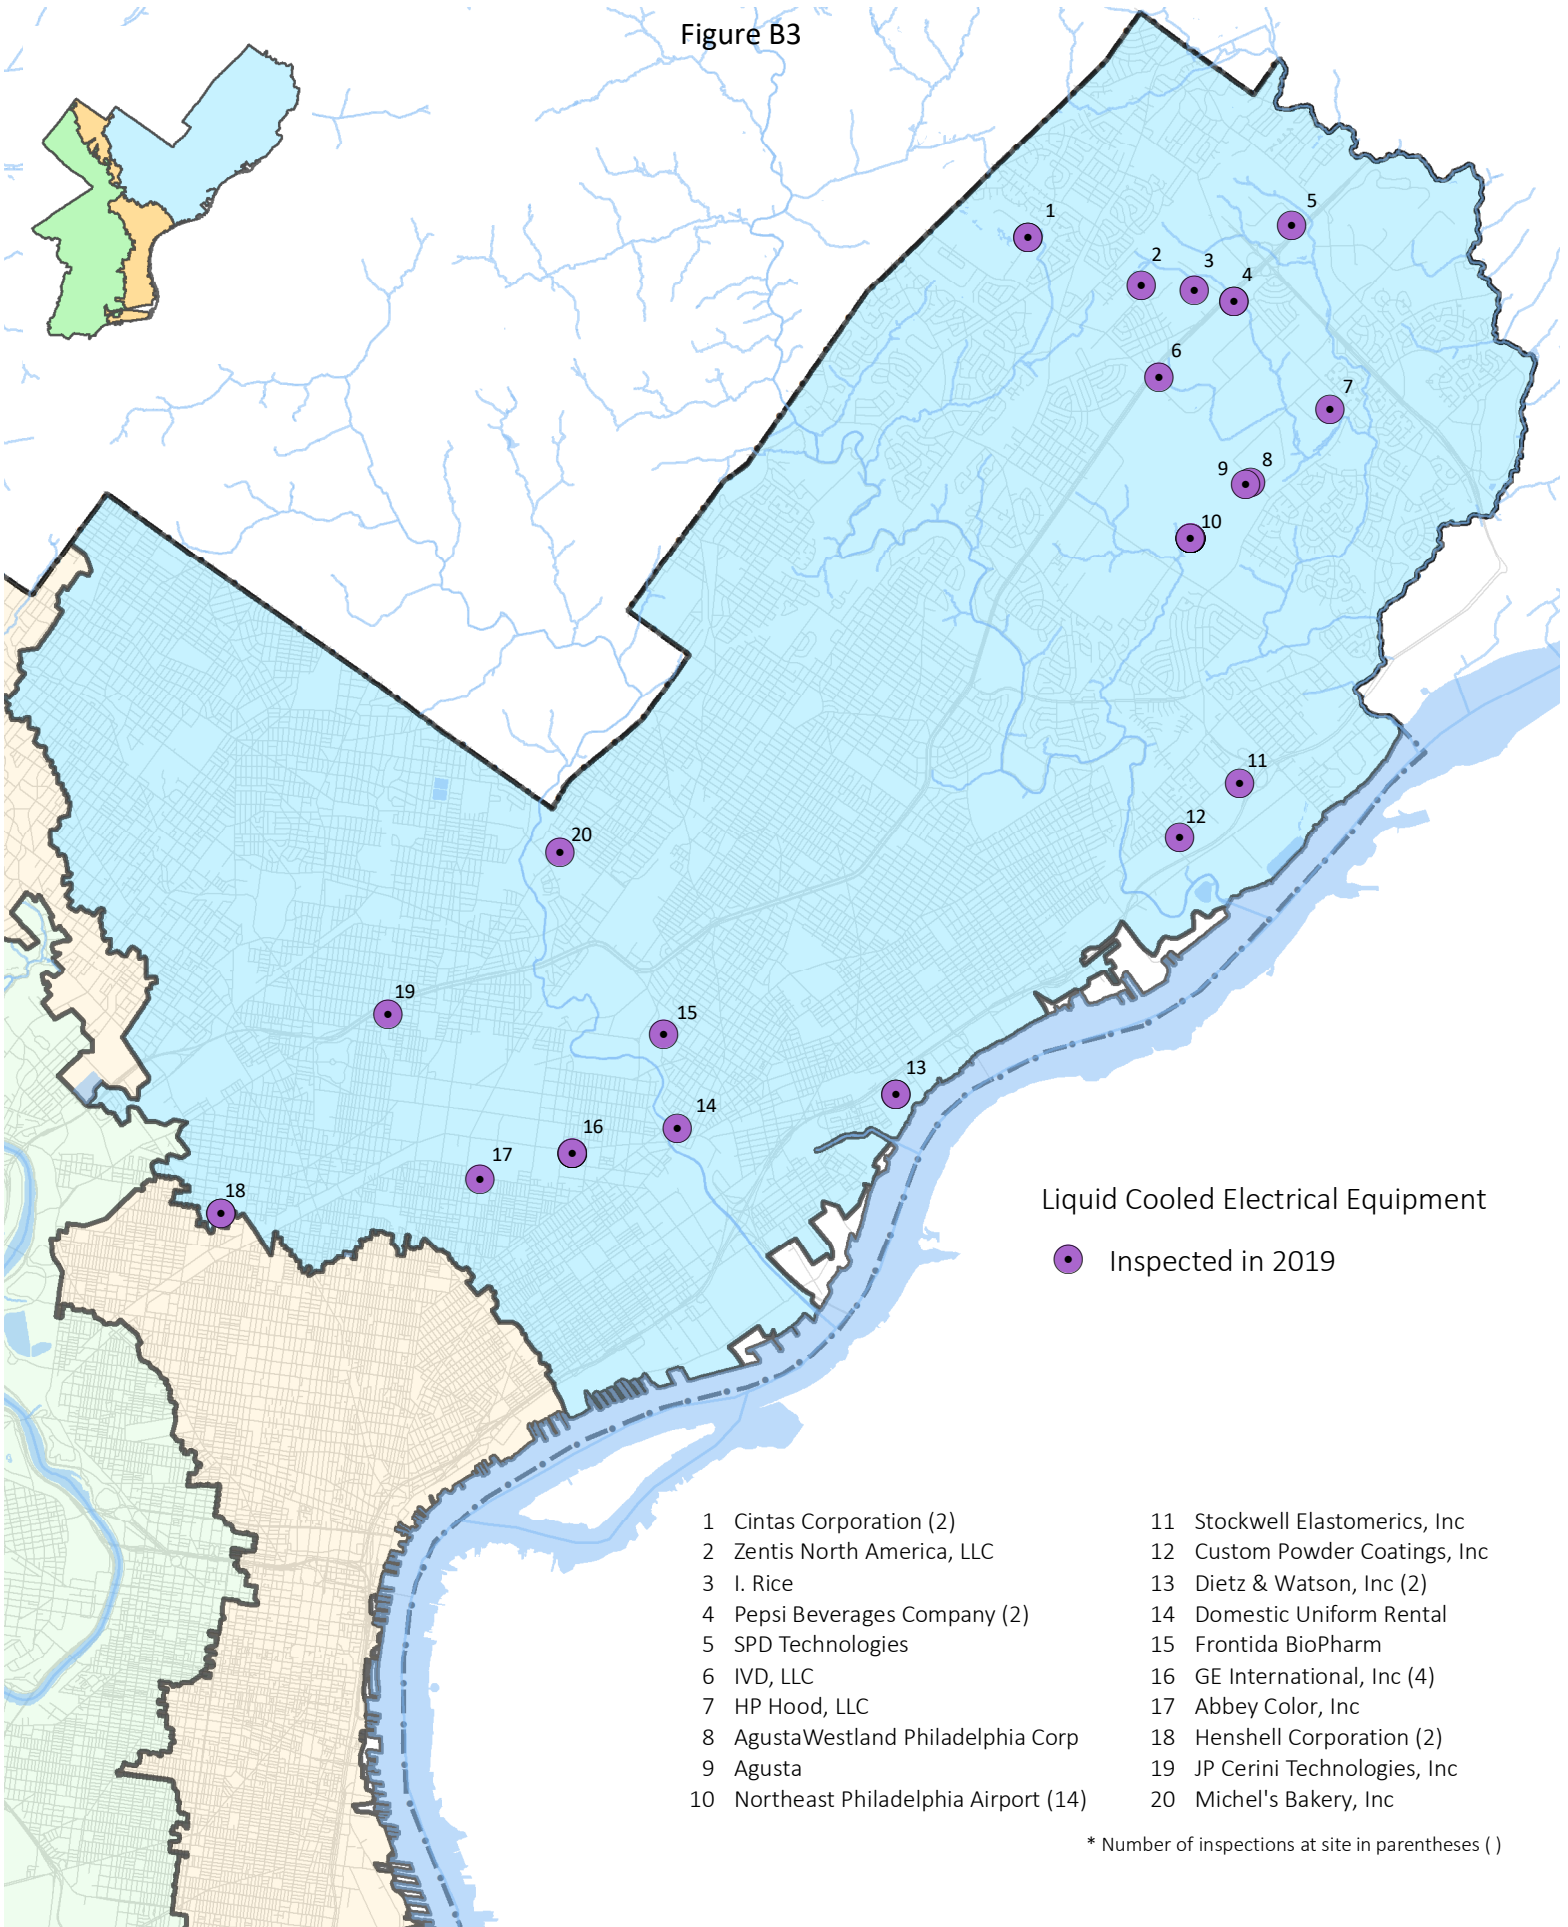 Figure B3
1
5
2
3
4
6
7
8
9
10
11
12
20
19
15
13
14
16
17
18
Liquid Cooled Electrical Equipment
Inspected in 2019
1 Cintas Corporation (2)
2 Zentis North America, LLC
3 I. Rice
4 Pepsi Beverages Company (2)
5 SPD Technologies
6 IVD, LLC
7 HP Hood, LLC
8 AgustaWestland Philadelphia Corp
9 Agusta
10 Northeast Philadelphia Airport (14)
11 Stockwell Elastomerics, Inc
12 Custom Powder Coatings, Inc
13 Dietz & Watson, Inc (2)
14 Domestic Uniform Rental
15 Frontida BioPharm
16 GE International, Inc (4)
17 Abbey Color, Inc
18 Henshell Corporation (2)
19 JP Cerini Technologies, Inc
20 Michel's Bakery, Inc
* Number of inspections at site in parentheses ( )